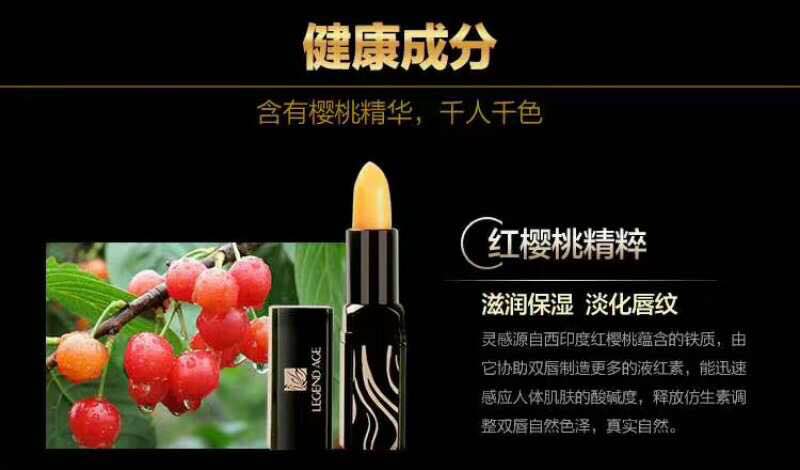 健康成分
含有樱桃精华，千人千色
红樱桃精粹
滋润保湿 淡化唇纹
灵感源自西印度红樱桃蕴含的铁质，由
它协助双唇制造更多的液红素，能迅速
感应人体肌肤的酸碱度，释放仿生素调
整双唇自然色泽，真实自然。
LEGEND AGE